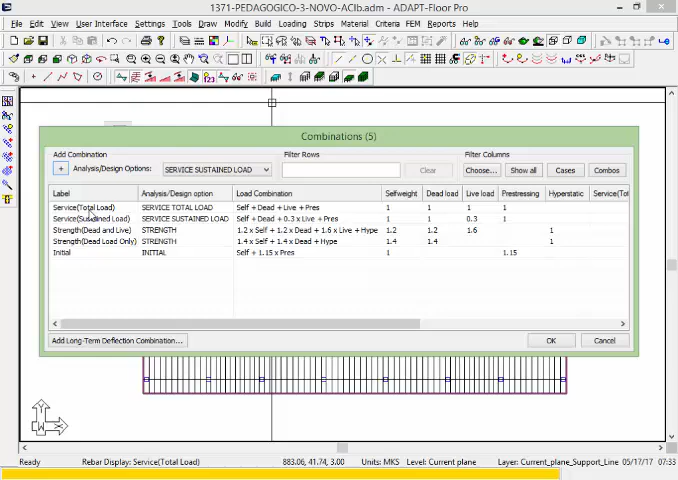 1371-PEDAGOGICO-3-NOVO-ACIb.adm - ADAPT-Floor Pro
File Edit View User Interface Settings Tools Draw Modify Build Loading Strips Material Criteria FEM Reports Help
Combinations (5)
Add Combination
Filter Rows
Filter Columns
+ Analysis/Design Options: SERVICE SUSTAINED LOAD Clear Choose... Show all Cases Combos
Label Analysis/Design option Load Combination Selfweight Dead load Live load Prestressing Hyperstatic Service(Tot
Service(Total Load) SERVICE TOTAL LOAD Self + Dead + Live + Pres 1 1 1 1
Service(Sustained Load) SERVICE SUSTAINED LOAD Self + Dead + 0.3 x Live + Pres 1 1 0.3 1
Strength(Dead and Live) STRENGTH 1.2 x Self + 1.2 x Dead + 1.6 x Live + Hype 1.2 1.2 1.6 1
Strength(Dead Load Only) STRENGTH 1.4 x Self + 1.4 x Dead + Hype 1.4 1.4 1
Initial INITIAL Self + 1.15 x Pres 1 1.15
Add Long-Term Deflection Combination... OK Cancel
Ready Rebar Display: Service(Total Load) 883.06, 41.74, 3.00 Units: MKS Level: Current plane Layer: Current_plane_Support_Line 05/17/17 07:33